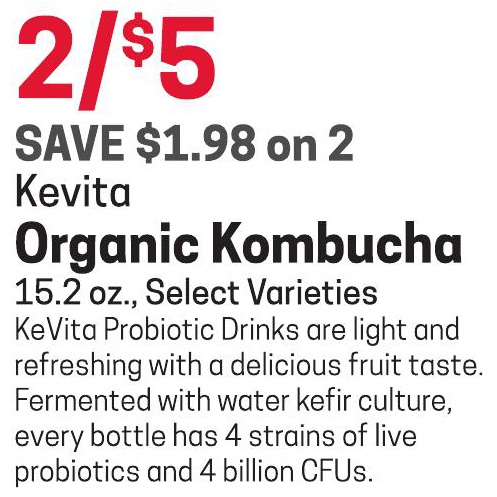 2/$5
SAVE $1.98 on 2
Kevita
Organic Kombucha
15.2 oz., Select Varieties
KeVita Probiotic Drinks are light and
refreshing with a delicious fruit taste.
Fermented with water kefir culture,
every bottle has 4 strains of live
probiotics and 4 billion CFUs.